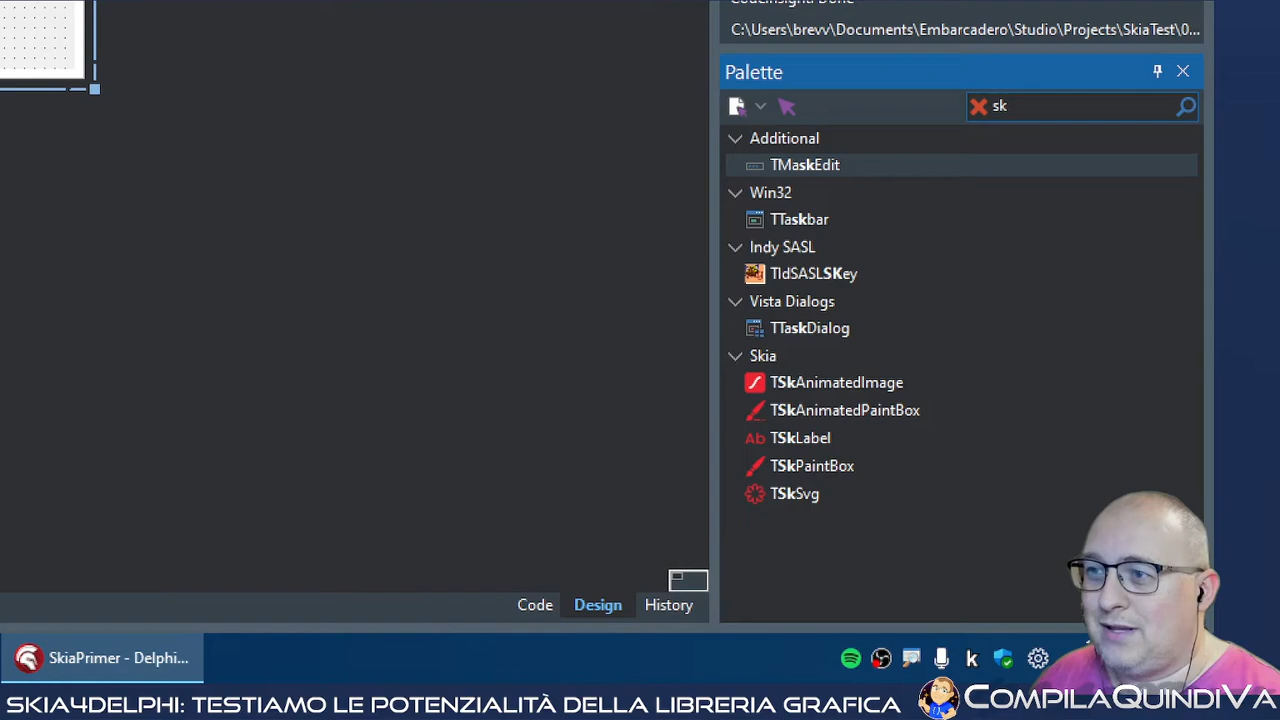 C:\Users\brevv\Documents\Embarcadero\Studio\Projects\SkiaTest\0...
Palette
sk
Additional
TMaskEdit
Win32
TTaskbar
Indy SASL
TIdSASLSKey
Vista Dialogs
TTaskDialog
Skia
TSkAnimatedImage
TSkAnimatedPaintBox
Ab TSkLabel
TSkPaintBox
TSkSvg
Code Design History
SkiaPrimer - Delphi...
k
SKIA4DELPHI: TESTIAMO LE POTENZIALITÀ DELLA LIBRERIA GRAFICA
COMPILAQUINDIVA